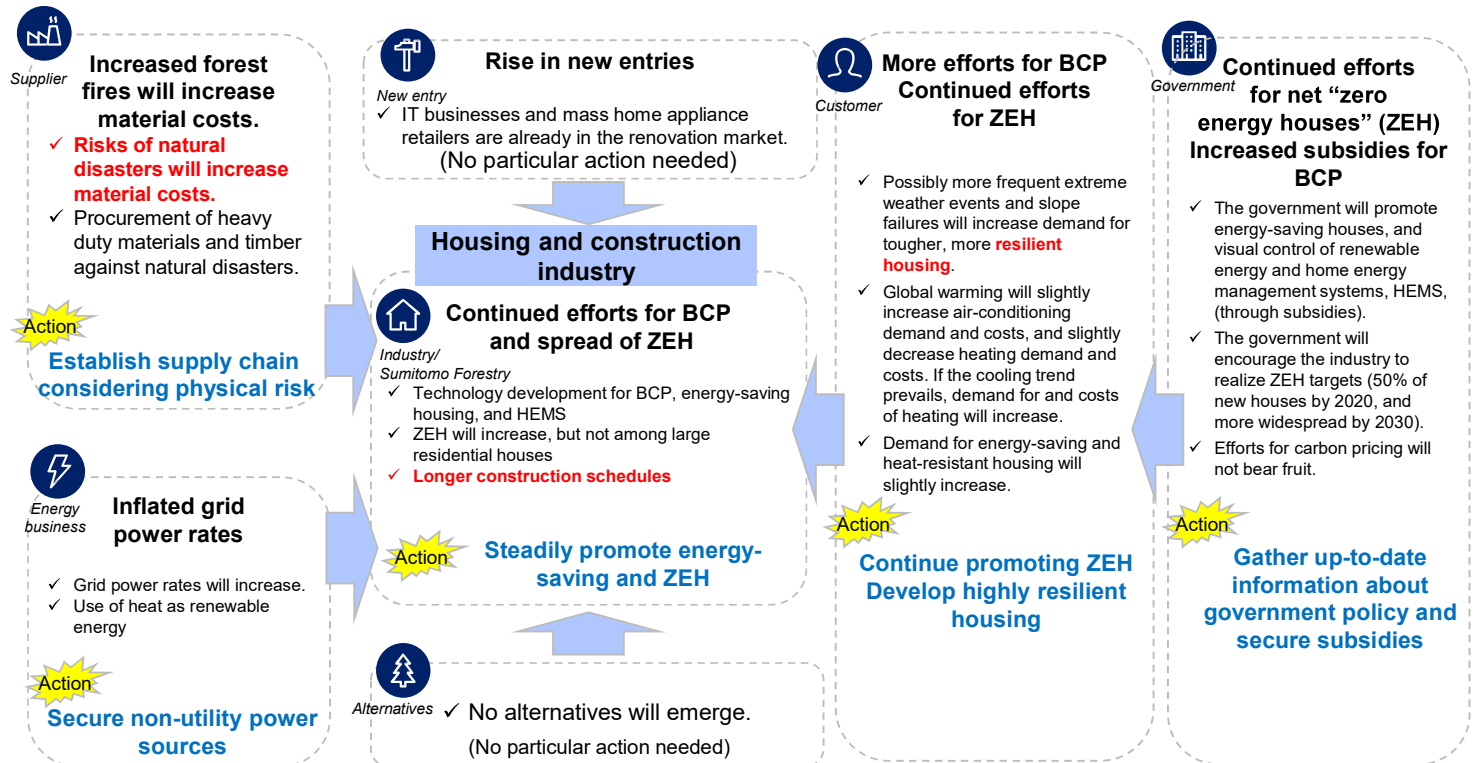 Supplier
Increased forest
fires will increase
material costs.
✓ Risks of natural
disasters will increase
material costs.
✓ Procurement of heavy
duty materials and timber
against natural disasters.
Action
Establish supply chain
considering physical risk
Energy
business
Inflated grid
power rates
✓ Grid power rates will increase.
✓ Use of heat as renewable
energy
Action
Secure non-utility power
sources
New entry
Rise in new entries
✓ IT businesses and mass home appliance
retailers are already in the renovation market.
(No particular action needed)
Housing and construction
industry
Industry/
Sumitomo Forestry
Continued efforts for BCP
and spread of ZEH
✓ Technology development for BCP, energy-saving
housing, and HEMS
✓ ZEH will increase, but not among large
residential houses
✓ Longer construction schedules
Action
Steadily promote energy-
saving and ZEH
Alternatives
✓ No alternatives will emerge.
(No particular action needed)
Customer
More efforts for BCP
Continued efforts
for ZEH
✓ Possibly more frequent extreme
weather events and slope
failures will increase demand for
tougher, more resilient
housing.
✓ Global warming will slightly
increase air-conditioning
demand and costs, and slightly
decrease heating demand and
costs. If the cooling trend
prevails, demand for and costs
of heating will increase.
✓ Demand for energy-saving and
heat-resistant housing will
slightly increase.
Action
Continue promoting ZEH
Develop highly resilient
housing
Government
Continued efforts
for net “zero
energy houses” (ZEH)
Increased subsidies for
BCP
✓ The government will promote
energy-saving houses, and
visual control of renewable
energy and home energy
management systems, HEMS,
(through subsidies).
✓ The government will
encourage the industry to
realize ZEH targets (50% of
new houses by 2020, and
more widespread by 2030).
✓ Efforts for carbon pricing will
not bear fruit.
Action
Gather up-to-date
information about
government policy and
secure subsidies